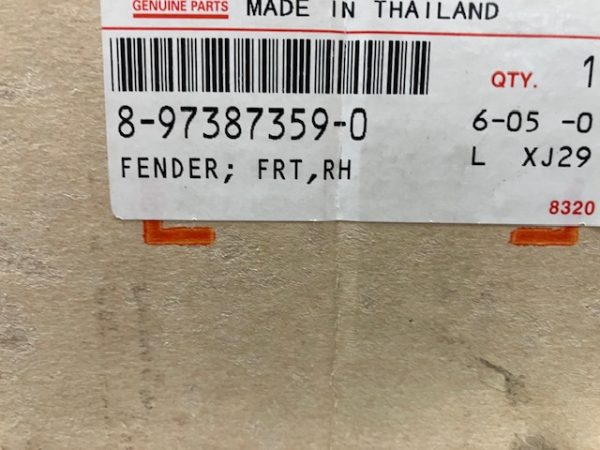 GENUINE PARTS MADE IN THAILAND
QTY. 1
8-97387359-0 6-05 -0
FENDER; FRT,RH L XJ29
8320